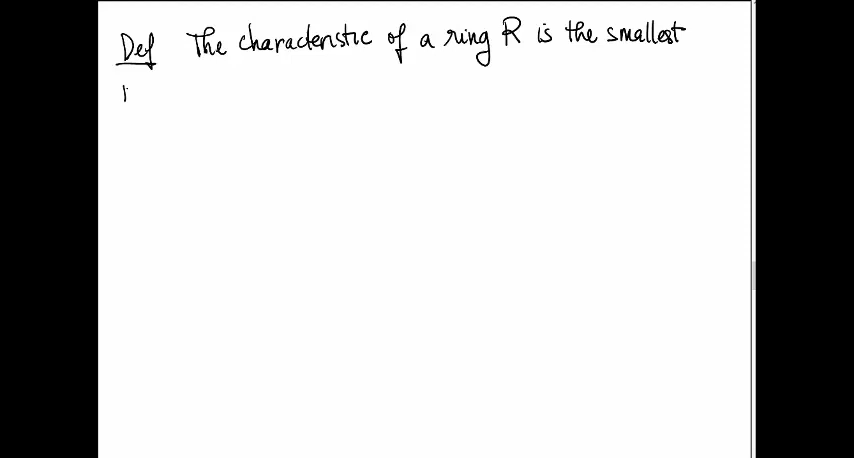 Def The characteristic of a ring R is the smallest